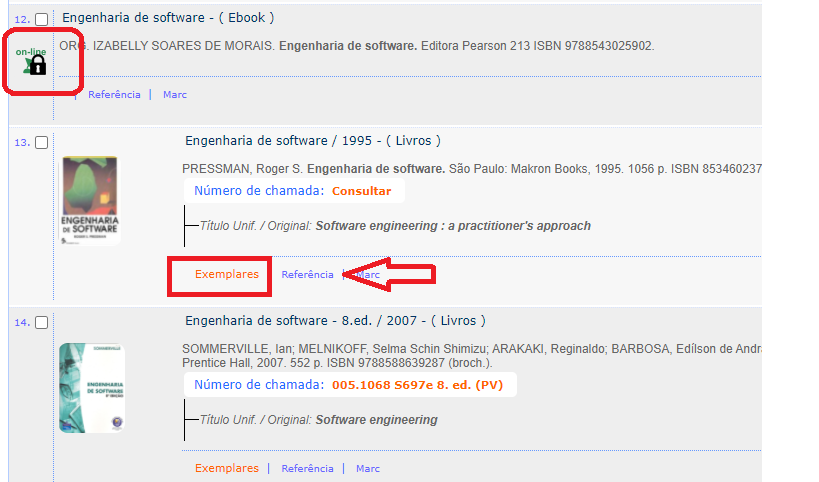 12. Engenharia de software - ( Ebook )
on-line
ORG. IZABELLY SOARES DE MORAIS. Engenharia de software. Editora Pearson 213 ISBN 9788543025902.
| Referência | Marc
13. Engenharia de software / 1995 - ( Livros )
PRESSMAN, Roger S. Engenharia de software. São Paulo: Makron Books, 1995. 1056 p. ISBN 853460237
Número de chamada: Consultar
ENGENHARIA
DE SOFTWARE
Título Unif. / Original: Software engineering : a practitioner's approach
Exemplares Referência | Marc
14. Engenharia de software - 8.ed. / 2007 - ( Livros )
SOMMERVILLE, Ian; MELNIKOFF, Selma Schin Shimizu; ARAKAKI, Reginaldo; BARBOSA, Edílson de Andr
Prentice Hall, 2007. 552 p. ISBN 9788588639287 (broch.).
Número de chamada: 005.1068 S697e 8. ed. (PV)
ENGENHARIA
DE SOFTWARE
Título Unif. / Original: Software engineering
Exemplares | Referência | Marc